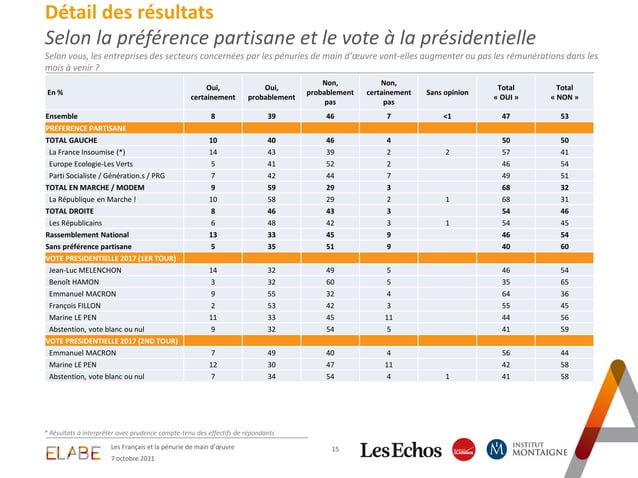 Détail des résultats
Selon la préférence partisane et le vote à la présidentielle
Selon vous, les entreprises des secteurs concernées par les pénuries de main d'œuvre vont-elles augmenter ou pas les rémunérations dans les
mois à venir ?
En % Oui, certainement Oui, probablement Non, probablement pas Non, certainement pas Sans opinion Total « OUI » Total « NON »
Ensemble 8 39 46 7 <1 47 53
PREFERENCE PARTISANE
TOTAL GAUCHE 10 40 46 4 50 50
La France Insoumise (*) 14 43 39 2 2 57 41
Europe Ecologie-Les Verts 5 41 52 2 46 54
Parti Socialiste / Génération.s / PRG 7 42 44 7 49 51
TOTAL EN MARCHE / MODEM 9 59 29 3 68 32
La République en Marche ! 10 58 29 2 1 68 31
TOTAL DROITE 8 46 43 3 54 46
Les Républicains 6 48 42 3 1 54 45
Rassemblement National 13 33 45 9 46 54
Sans préférence partisane 5 35 51 9 40 60
VOTE PRESIDENTIELLE 2017 (1ER TOUR)
Jean-Luc MELENCHON 14 32 49 5 46 54
Benoît HAMON 3 32 60 5 35 65
Emmanuel MACRON 9 55 32 4 64 36
François FILLON 2 53 42 3 55 45
Marine LE PEN 11 33 45 11 44 56
Abstention, vote blanc ou nul 9 32 54 5 41 59
VOTE PRESIDENTIELLE 2017 (2ND TOUR)
Emmanuel MACRON 7 49 40 4 56 44
Marine LE PEN 12 30 47 11 42 58
Abstention, vote blanc ou nul 7 34 54 4 1 41 58
* Résultats à interpréter avec prudence compte-tenu des effectifs de répondants
ELABE
Les Français et la pénurie de main d'œuvre
7 octobre 2021
15
Les Echos
RADIO CLASSIQUE
M
INSTITUT
MONTAIGNE